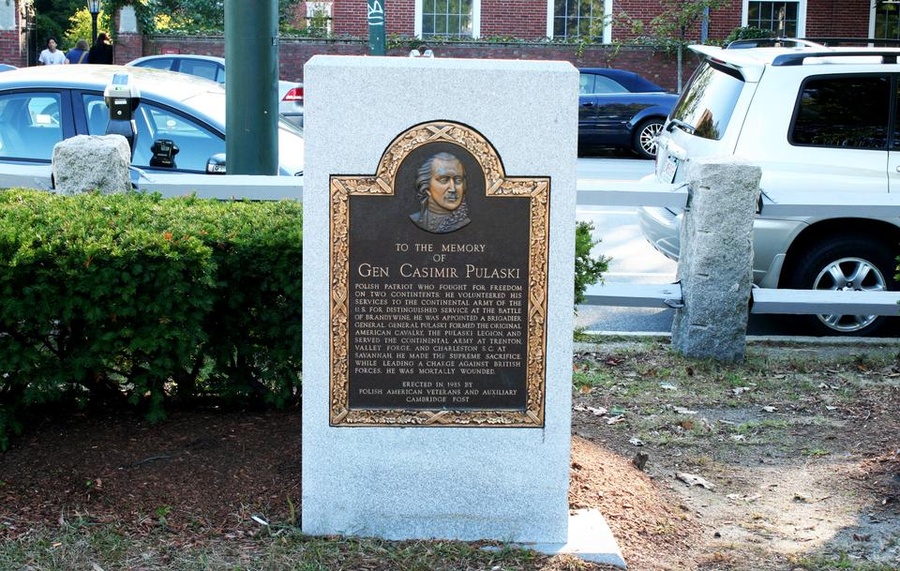 TO THE MEMORY
OF
GEN CASIMIR PULASKI
POLISH PATRIOT WHO FOUGHT FOR FREEDOM
ON TWO CONTINTENTS. HE VOLUNTEERED HIS
SERVICES TO THE CONTINENTAL ARMY OF THE
U.S. FOR DISTINGUISHED SERVICE AT THE BATTLE
OF BRANDYWINE, HE WAS APPOINTED A BRIGADIER
GENERAL. GENERAL PULASKI FORMED THE ORIGINAL
AMERICAN CAVALRY, THE PULASKI LEGION, AND
SERVED THE CONTINENTAL ARMY AT TRENTON,
VALLEY FORGE, AND CHARLESTON S.C. AT
SAVANNAH, HE MADE THE SUPREME SACRIFICE
WHILE LEADING A CHARGE AGAINST BRITISH
FORCES. HE WAS MORTALLY WOUNDED.
ERECTED IN 1985 BY
POLISH AMERICAN VETERANS AND AUXILIARY
CAMBRIDGE POST